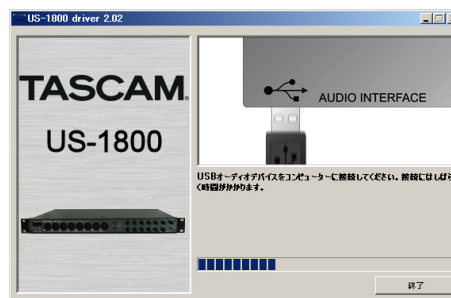 US-1800 driver 2.02
TASCAM
US-1800
AUDIO INTERFACE
USBオーディオデバイスをコンピューターに接続してください。接続にはしばら
く時間がかかります。
終了